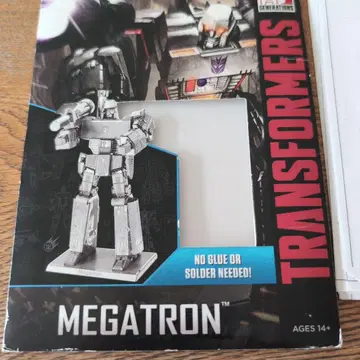 GENERATIONS
TRANSFORMERS
NO GLUE OR
SOLDER NEEDED!
MEGATRON™
AGES 14+